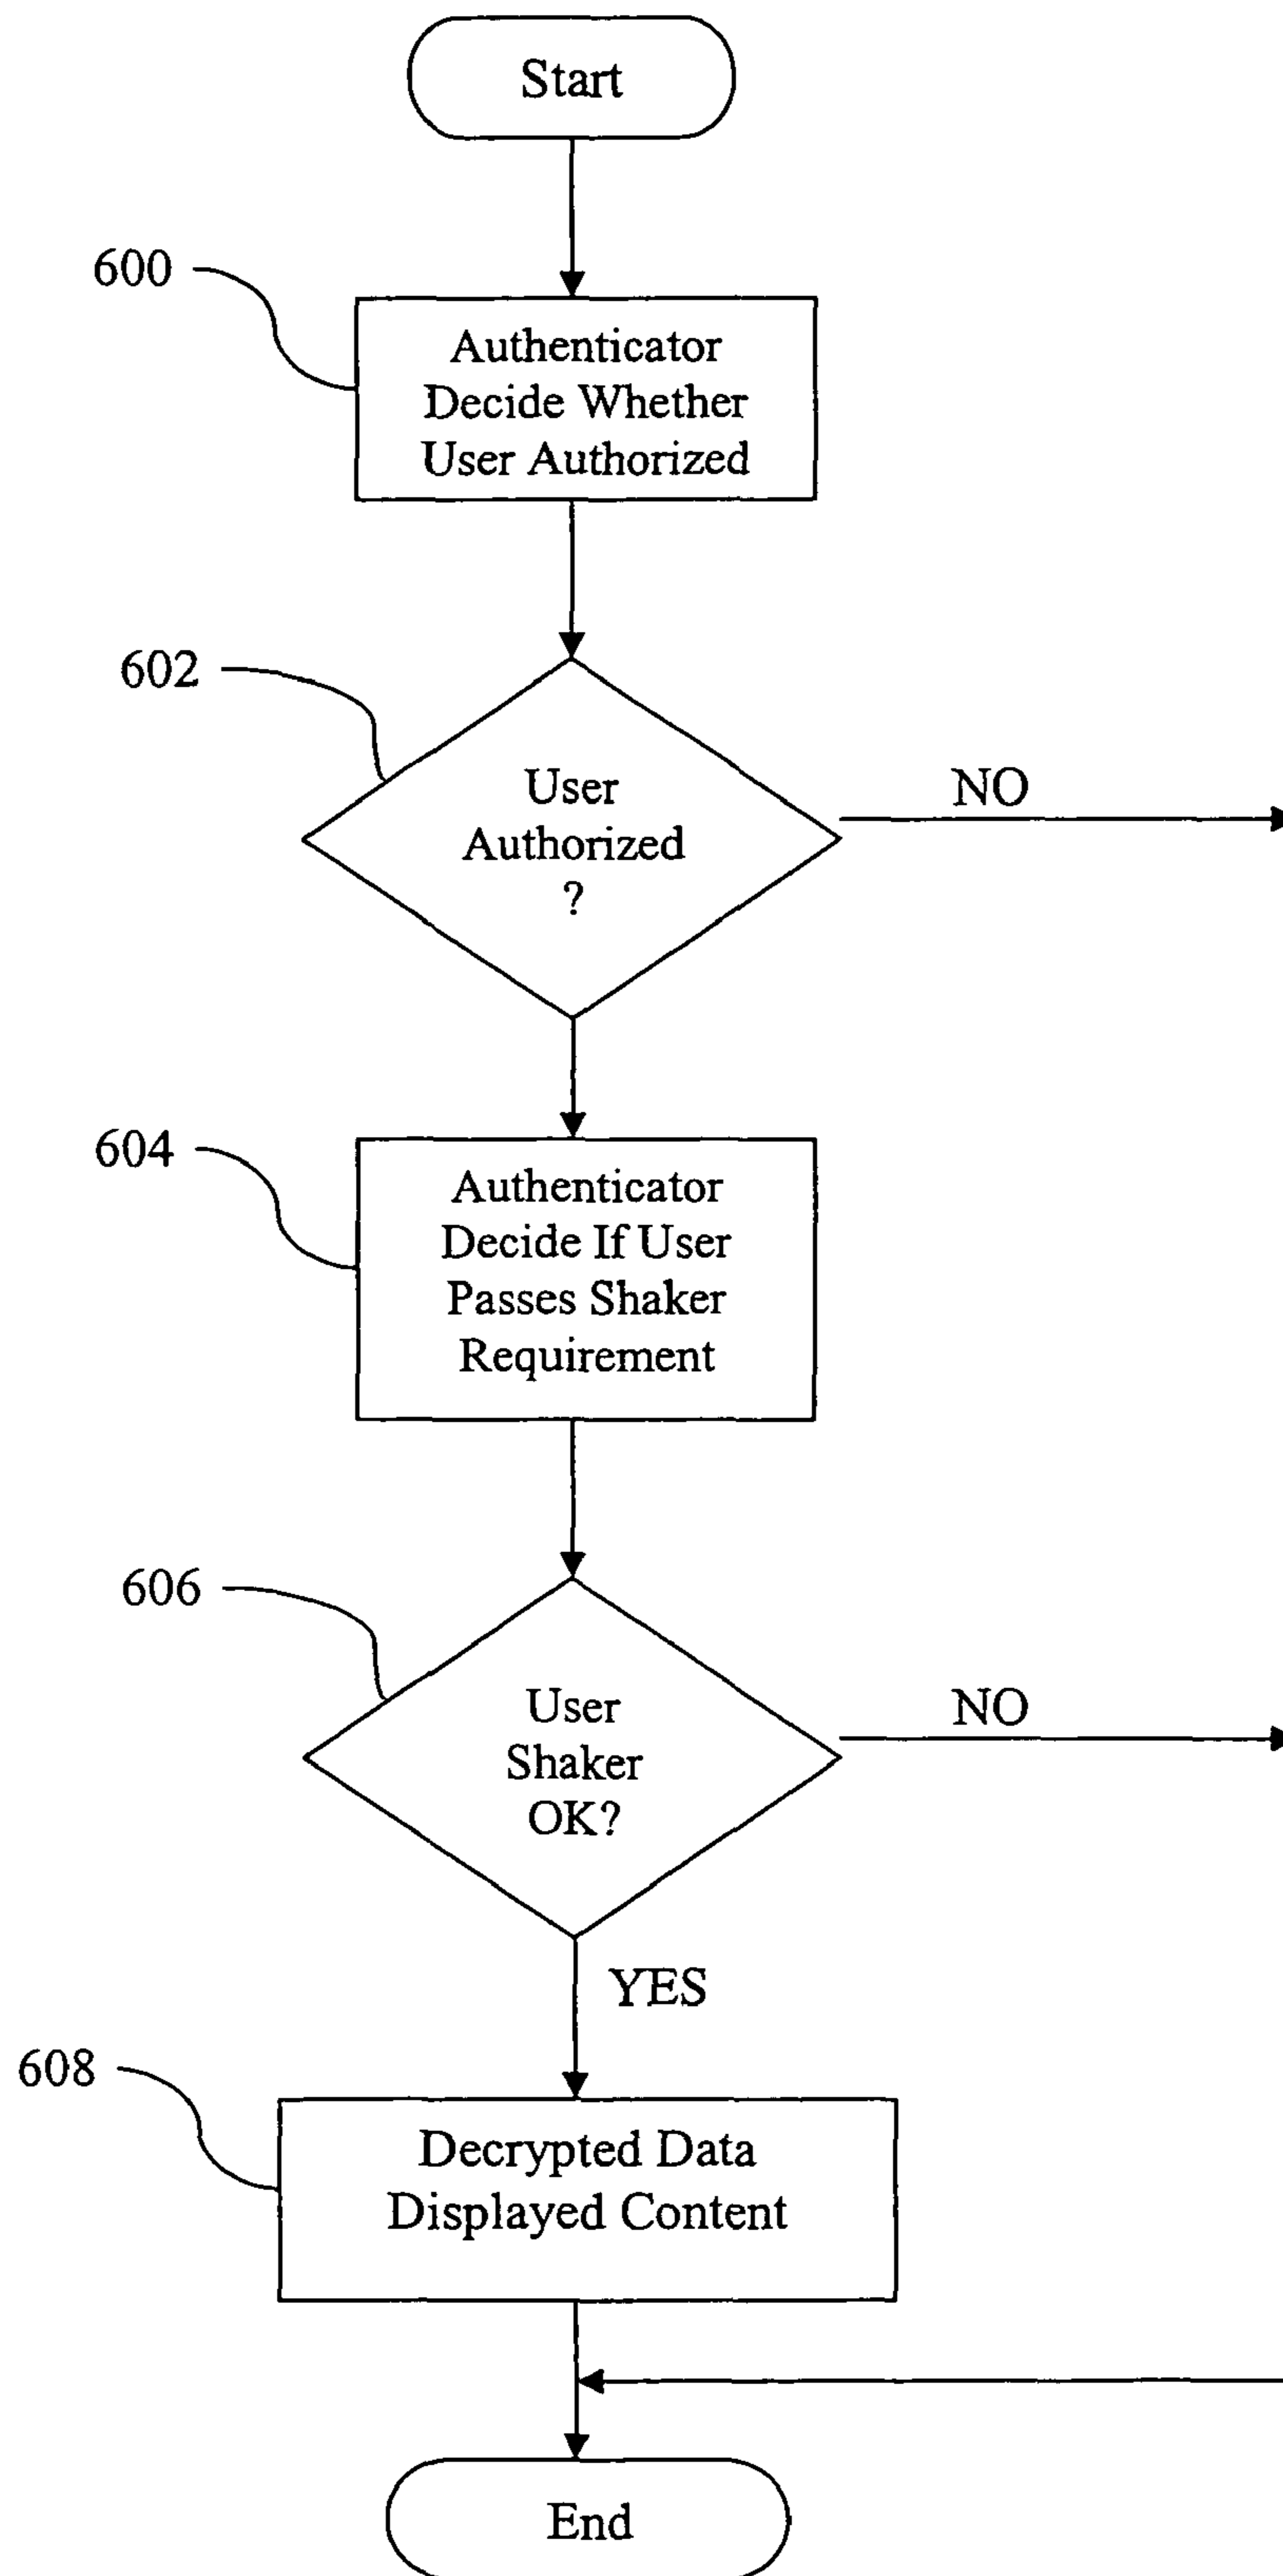 Start
600
Authenticator
Decide Whether
User Authorized
602
User
Authorized
?
NO
604
Authenticator
Decide If User
Passes Shaker
Requirement
606
User
Shaker
OK?
NO
YES
608
Decrypted Data
Displayed Content
End